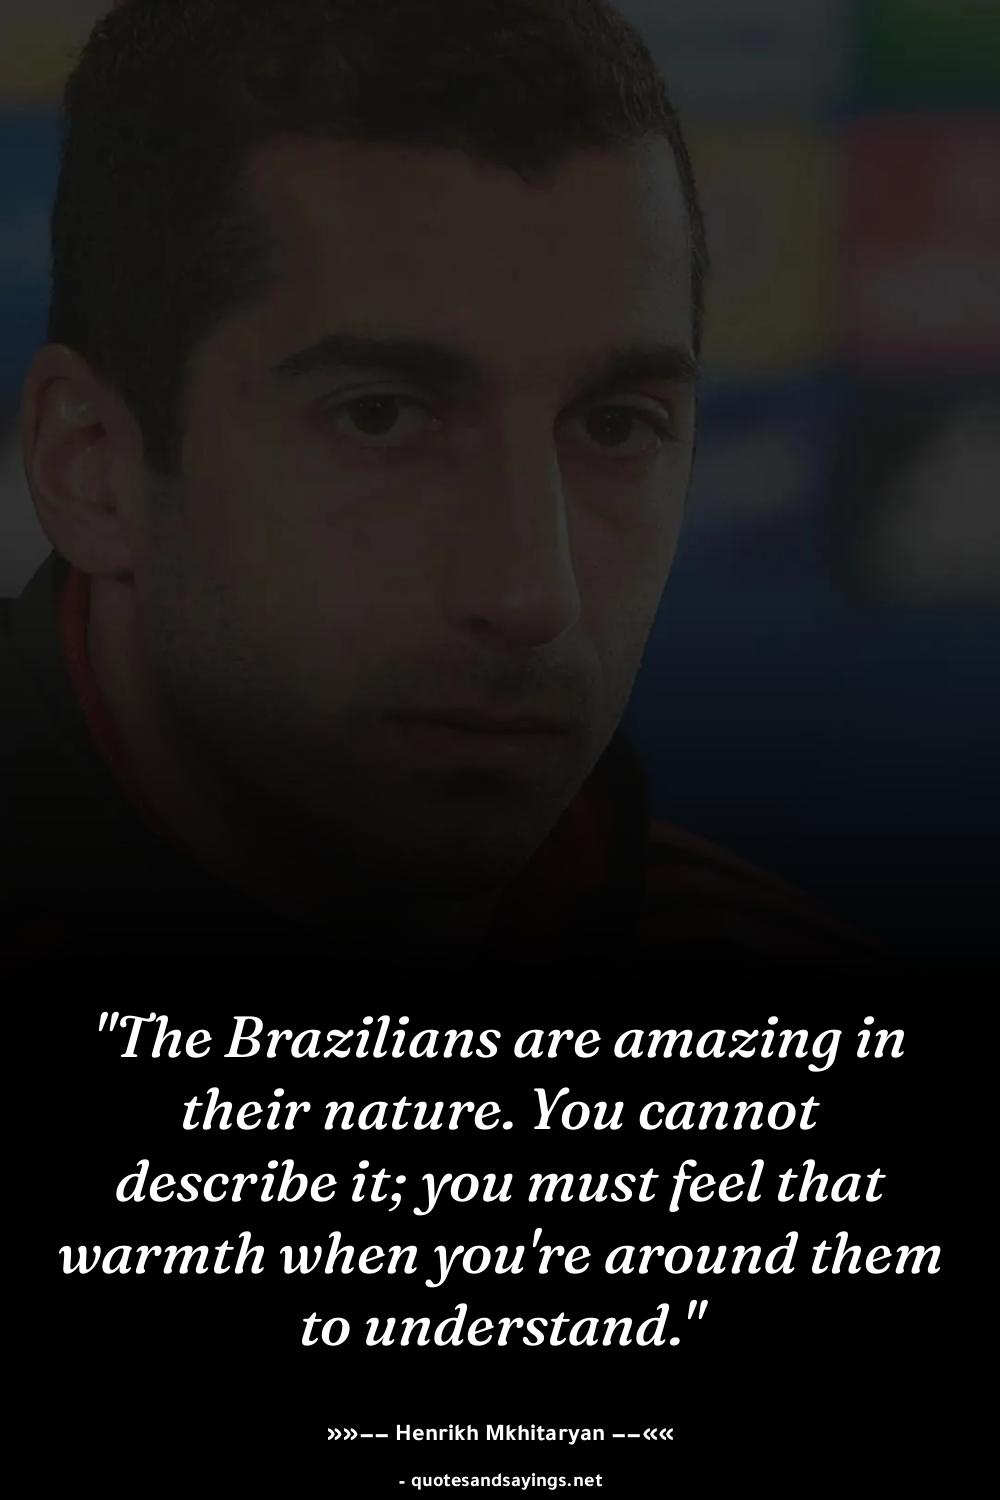 "The Brazilians are amazing in
their nature. You cannot
describe it; you must feel that
warmth when you're around them
to understand."
»»−− Henrikh Mkhitaryan −−««
- quotesandsayings.net